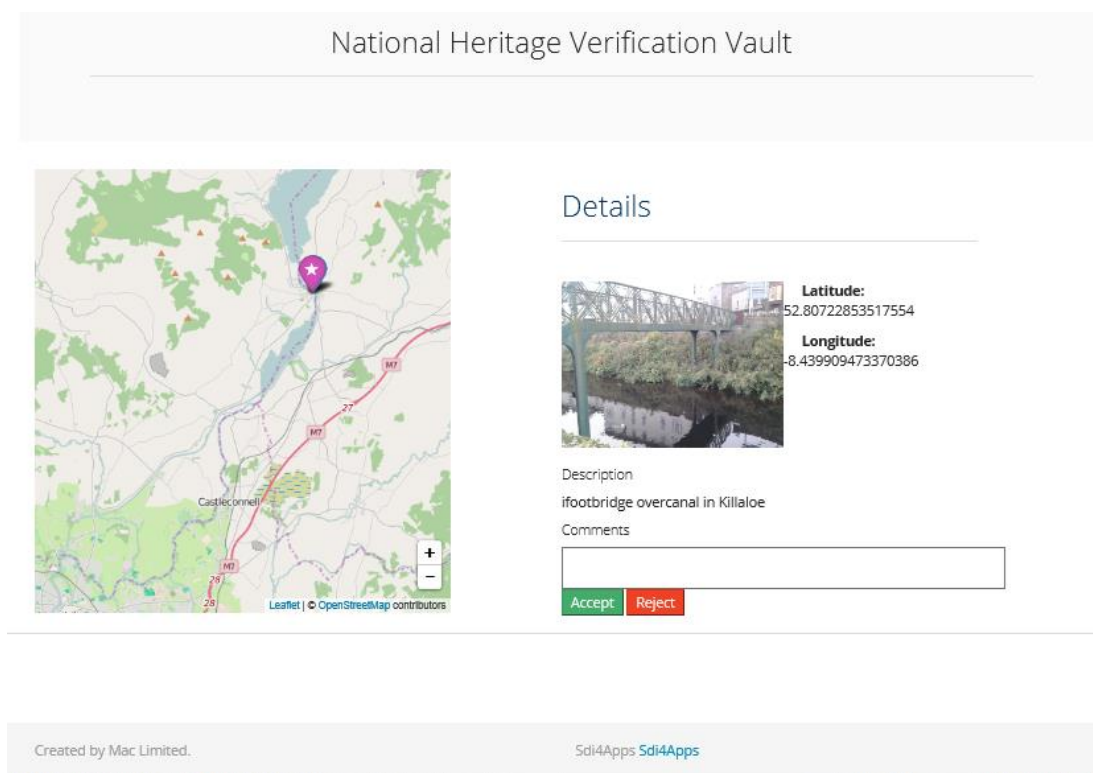 National Heritage Verification Vault
Details
Latitude:
52.80722853517554
Longitude:
-8.439909473370386
Description
ifootbridge overcanal in Killaloe
Comments
Accept Reject
M7
27
M7
Castleconnell
M7
28
28
+
−
Leaflet | © OpenStreetMap contributors
Created by Mac Limited.
Sdi4Apps Sdi4Apps